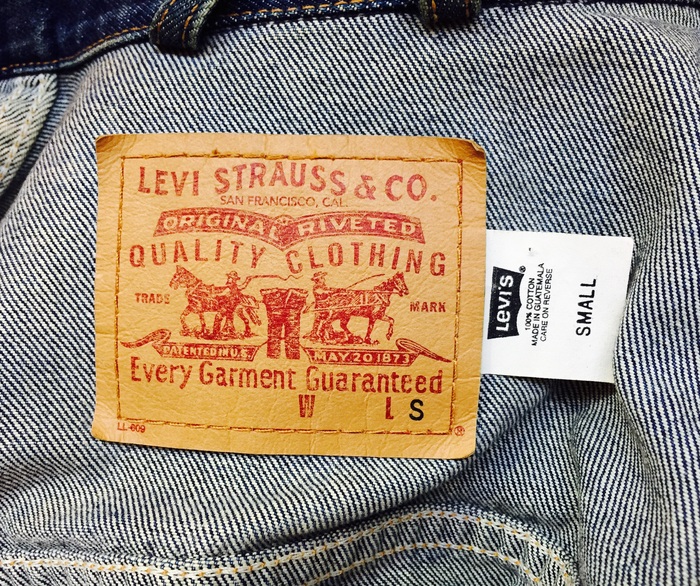 LEVI STRAUSS & CO.
SAN FRANCISCO, CAL.
ORIGINAL RIVETED
QUALITY CLOTHING
TRADE MARK
PATENTED IN U.S. MAY 20 1873
Every Garment Guaranteed
W L S
LL-609 ®
Levi's®
100% COTTON
MADE IN GUATEMALA
CARE ON REVERSE
SMALL